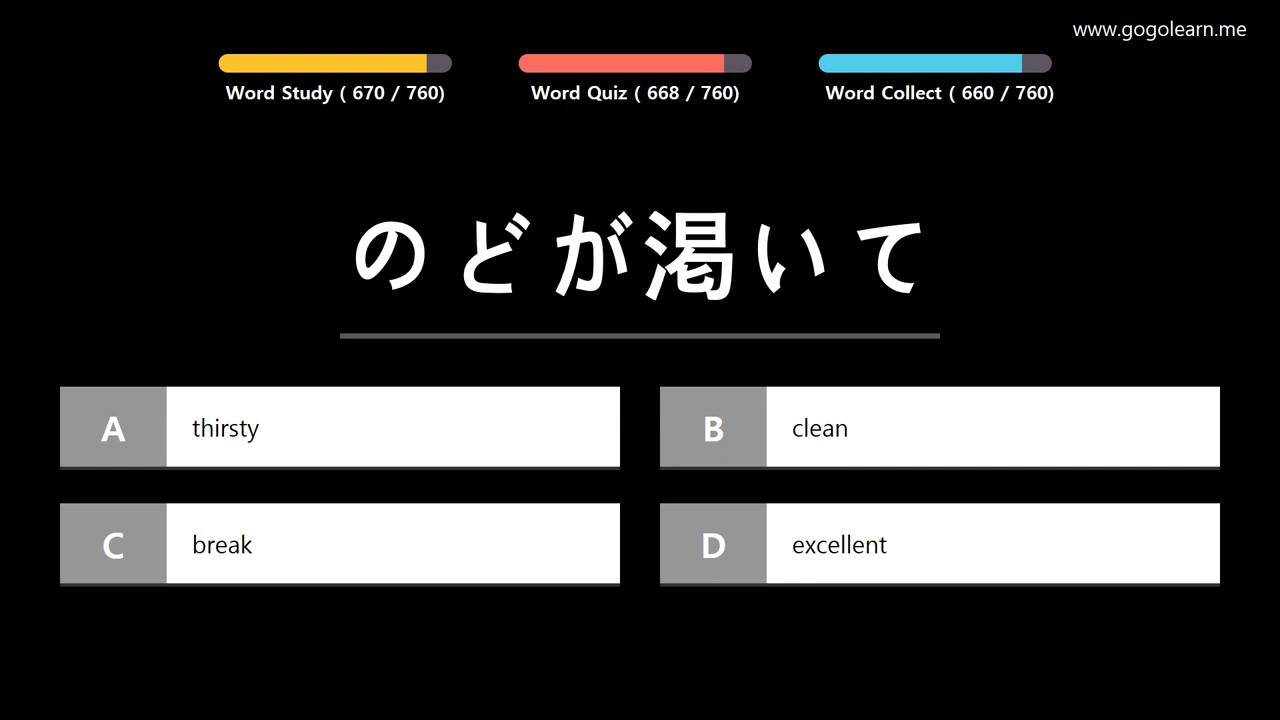 www.gogolearn.me
Word Study ( 670 / 760)
Word Quiz ( 668 / 760)
Word Collect ( 660 / 760)
のどが渇いて
A thirsty
B clean
C break
D excellent